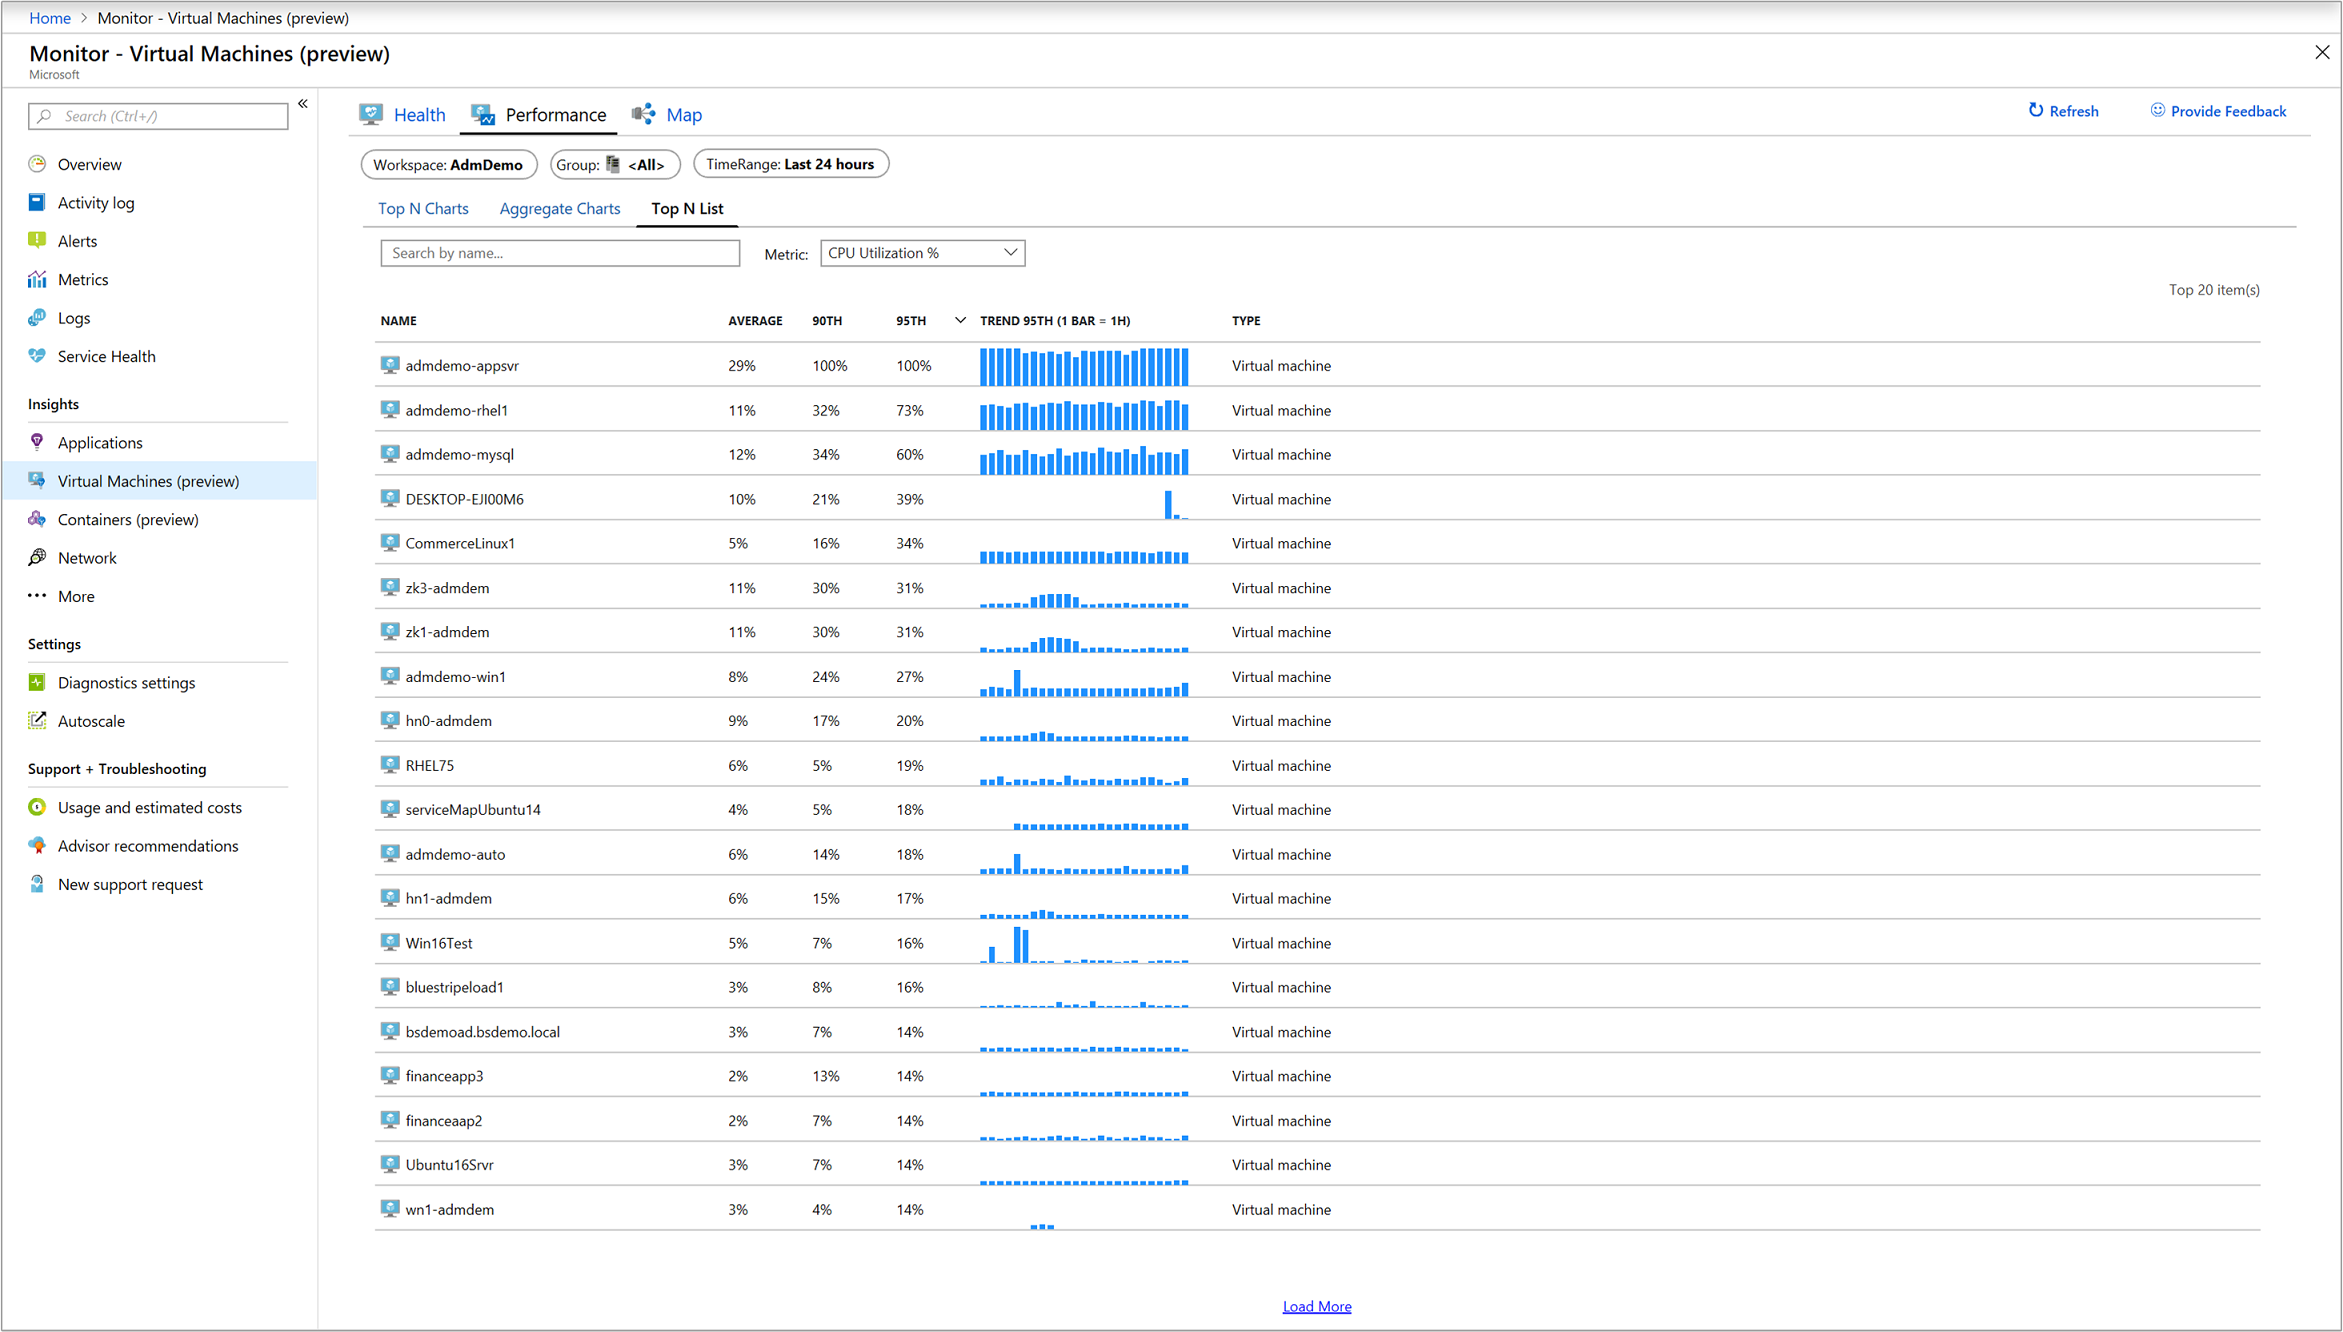 Home > Monitor - Virtual Machines (preview)
Monitor - Virtual Machines (preview)
Microsoft
Search (Ctrl+/)
«
Overview
Activity log
Alerts
Metrics
Logs
Service Health
Insights
Applications
Virtual Machines (preview)
Containers (preview)
Network
More
Settings
Diagnostics settings
Autoscale
Support + Troubleshooting
Usage and estimated costs
Advisor recommendations
New support request
Health Performance Map
Refresh Provide Feedback
Workspace: AdmDemo Group: <All> TimeRange: Last 24 hours
Top N Charts Aggregate Charts Top N List
Search by name... Metric: CPU Utilization %
Top 20 item(s)
NAME AVERAGE 90TH 95TH TREND 95TH (1 BAR = 1H) TYPE
admdemo-appsvr 29% 100% 100% Virtual machine
admdemo-rhel1 11% 32% 73% Virtual machine
admdemo-mysql 12% 34% 60% Virtual machine
DESKTOP-EJI00M6 10% 21% 39% Virtual machine
CommerceLinux1 5% 16% 34% Virtual machine
zk3-admdem 11% 30% 31% Virtual machine
zk1-admdem 11% 30% 31% Virtual machine
admdemo-win1 8% 24% 27% Virtual machine
hn0-admdem 9% 17% 20% Virtual machine
RHEL75 6% 5% 19% Virtual machine
serviceMapUbuntu14 4% 5% 18% Virtual machine
admdemo-auto 6% 14% 18% Virtual machine
hn1-admdem 6% 15% 17% Virtual machine
Win16Test 5% 7% 16% Virtual machine
bluestripeload1 3% 8% 16% Virtual machine
bsdemoad.bsdemo.local 3% 7% 14% Virtual machine
financeapp3 2% 13% 14% Virtual machine
financeaap2 2% 7% 14% Virtual machine
Ubuntu16Srvr 3% 7% 14% Virtual machine
wn1-admdem 3% 4% 14% Virtual machine
Load More